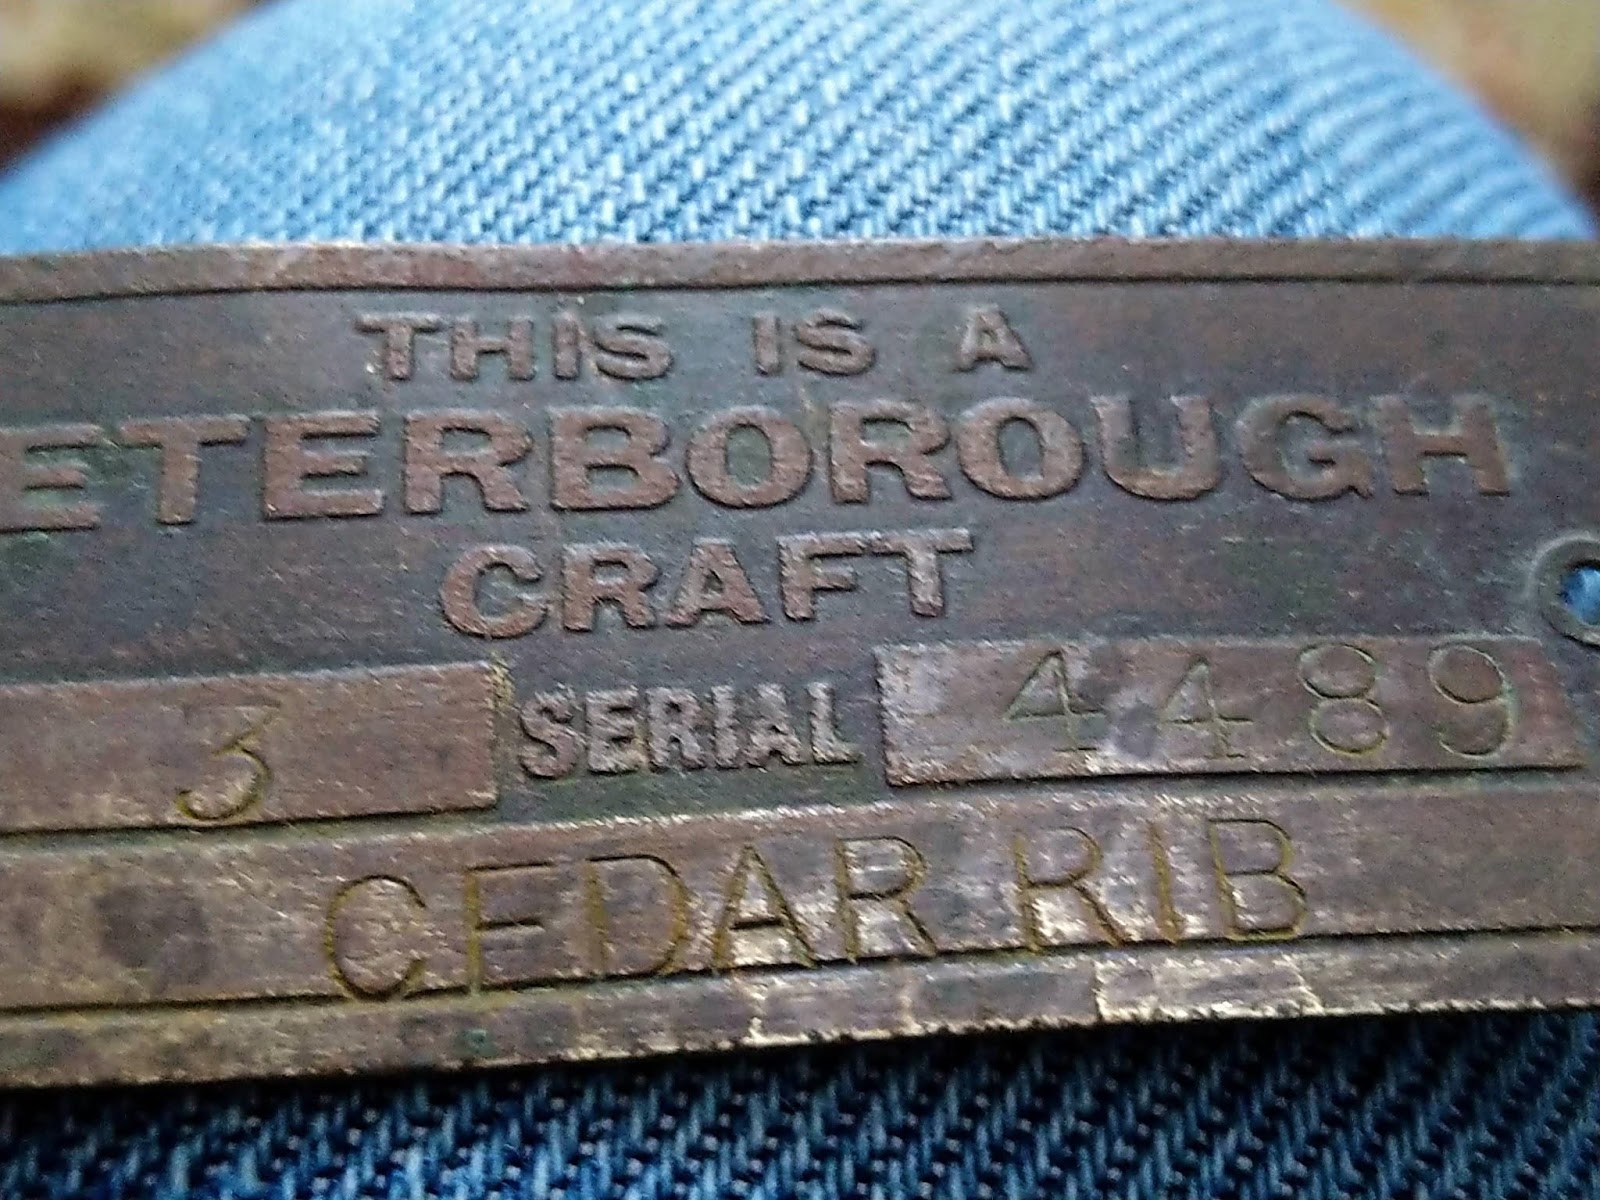 THIS IS A
ETERBOROUGH
CRAFT
3 SERIAL 4489
CEDAR RIB